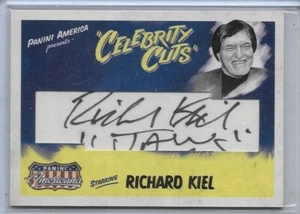 PANINI AMERICA
presents-
"CELEBRITY CUTS"
Richard Kiel
"JAWS"
PANINI
Americana
STARRING
RICHARD KIEL